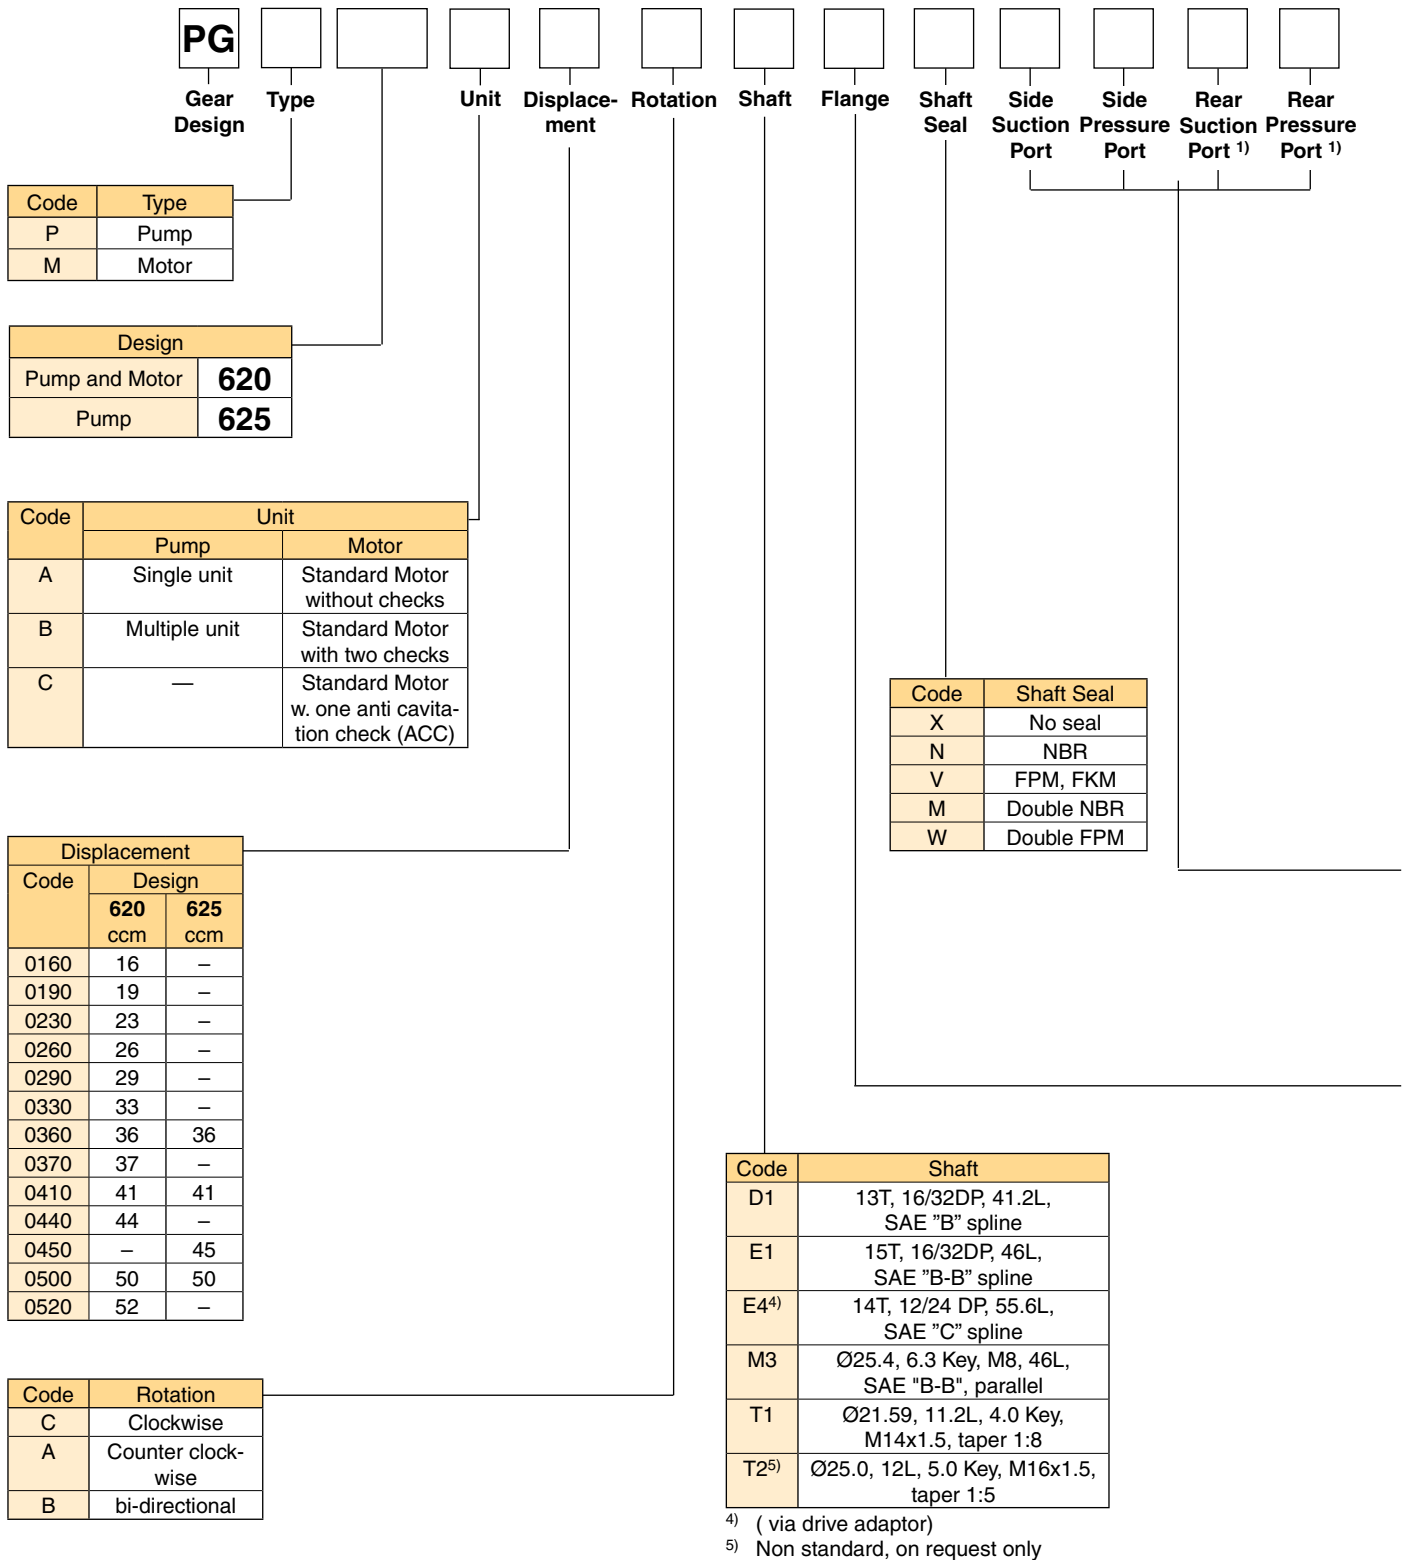 PG
Gear Design
Type
Unit
Displace-
ment
Rotation
Shaft
Flange
Shaft
Seal
Side
Suction
Port
Side
Pressure
Port
Rear
Suction
Port 1)
Rear
Pressure
Port 1)
Code Type
P Pump
M Motor
Design
Pump and Motor 620
Pump 625
Code Unit
Pump Motor
A Single unit Standard Motor
without checks
B Multiple unit Standard Motor
with two checks
C — Standard Motor
w. one anti cavita-
tion check (ACC)
Code Shaft Seal
X No seal
N NBR
V FPM, FKM
M Double NBR
W Double FPM
Displacement
Code Design
620 625
ccm ccm
0160 16 –
0190 19 –
0230 23 –
0260 26 –
0290 29 –
0330 33 –
0360 36 36
0370 37 –
0410 41 41
0440 44 –
0450 – 45
0500 50 50
0520 52 –
Code Shaft
D1 13T, 16/32DP, 41.2L,
SAE ”B” spline
E1 15T, 16/32DP, 46L,
SAE ”B-B” spline
E4 4) 14T, 12/24 DP, 55.6L,
SAE ”C” spline
M3 Ø25.4, 6.3 Key, M8, 46L,
SAE "B-B", parallel
T1 Ø21.59, 11.2L, 4.0 Key,
M14x1.5, taper 1:8
T2 5) Ø25.0, 12L, 5.0 Key, M16x1.5,
taper 1:5
4) ( via drive adaptor)
5) Non standard, on request only
Code Rotation
C Clockwise
A Counter clock-
wise
B bi-directional